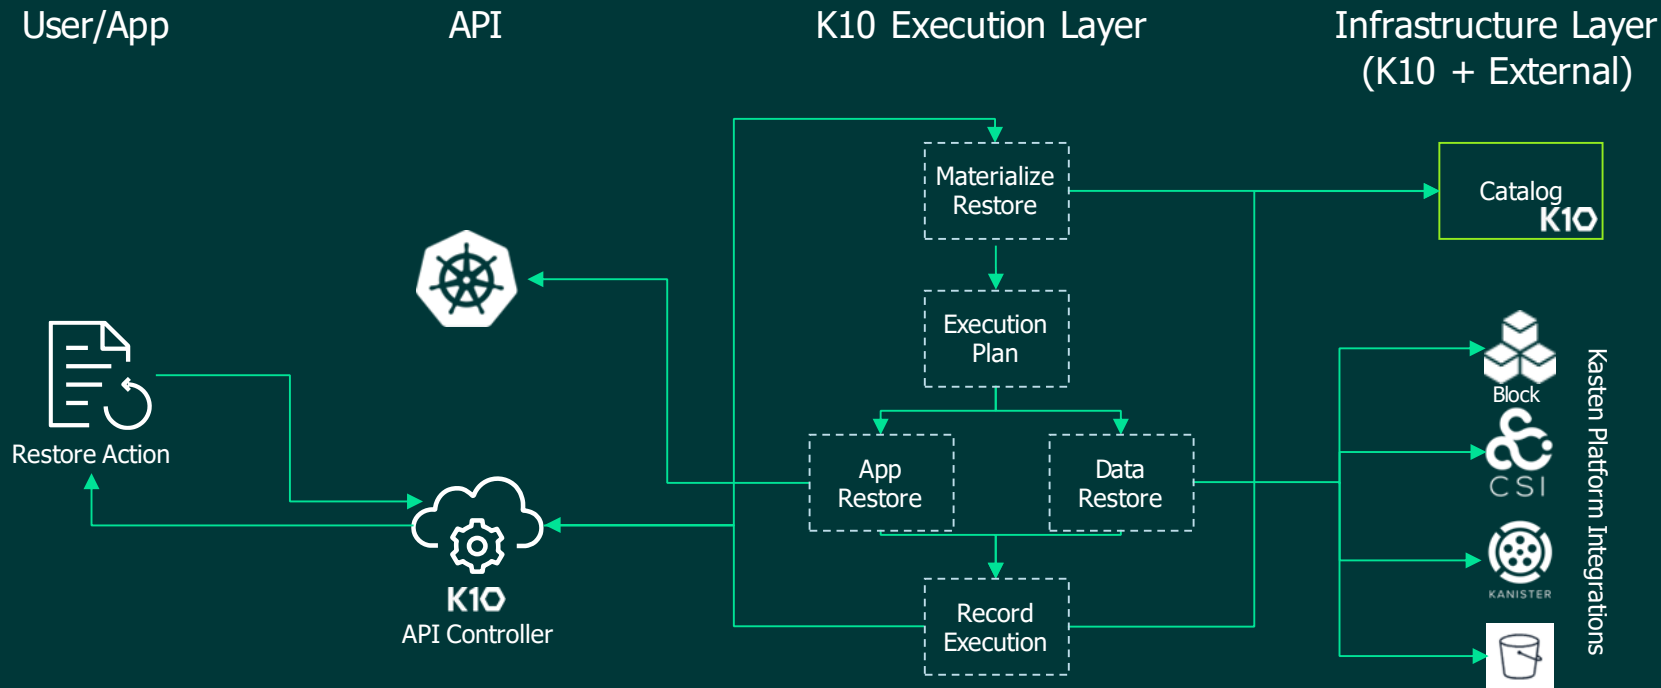 User/App
API
K10 Execution Layer
Infrastructure Layer
(K10 + External)
Materialize
Restore
Catalog
K10
Execution
Plan
Block
Kasten Platform Integrations
Restore Action
App
Restore
Data
Restore
CSI
KANISTER
K10
API Controller
Record
Execution